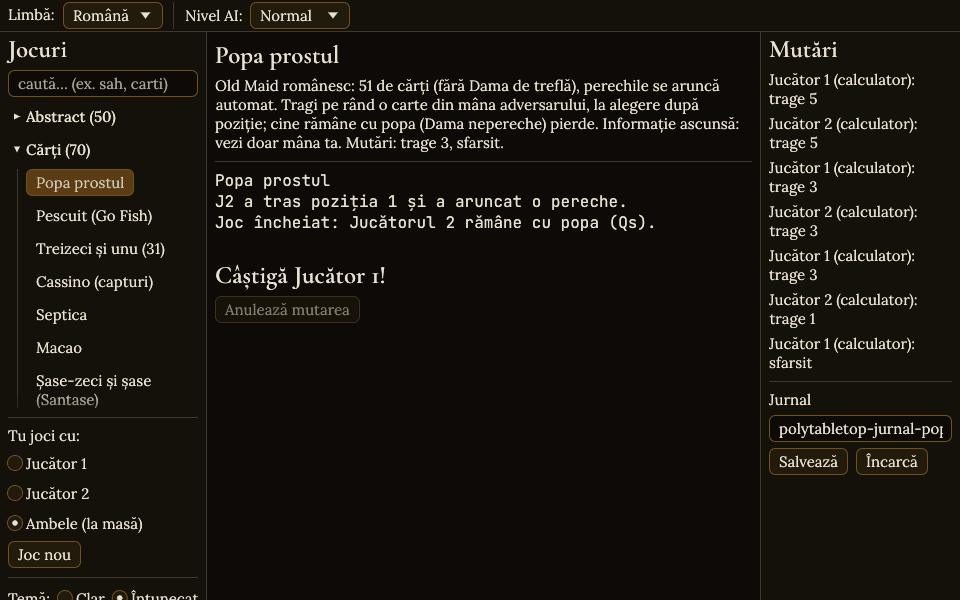 Limbă: Română ▼ Nivel AI: Normal ▼
Jocuri
caută... (ex. sah, carti)
▸ Abstract (50)
▾ Cărți (70)
Popa prostul
Pescuit (Go Fish)
Treizeci și unu (31)
Cassino (capturi)
Septica
Macao
Șase-zeci și șase
(Santase)
Tu joci cu:
Jucător 1
Jucător 2
Ambele (la masă)
Joc nou
Temă: Clar Întunecat
Popa prostul
Old Maid românesc: 51 de cărți (fără Dama de treflă), perechile se aruncă
automat. Tragi pe rând o carte din mâna adversarului, la alegere după
poziție; cine rămâne cu popa (Dama nepereche) pierde. Informație ascunsă:
vezi doar mâna ta. Mutări: trage 3, sfarsit.
Popa prostul
J2 a tras poziția 1 și a aruncat o pereche.
Joc încheiat: Jucătorul 2 rămâne cu popa (Qs).
Câștigă Jucător 1!
Anulează mutarea
Mutări
Jucător 1 (calculator):
trage 5
Jucător 2 (calculator):
trage 5
Jucător 1 (calculator):
trage 3
Jucător 2 (calculator):
trage 3
Jucător 1 (calculator):
trage 3
Jucător 2 (calculator):
trage 1
Jucător 1 (calculator):
sfarsit
Jurnal
polytabletop-jurnal-pop
Salvează Încarcă